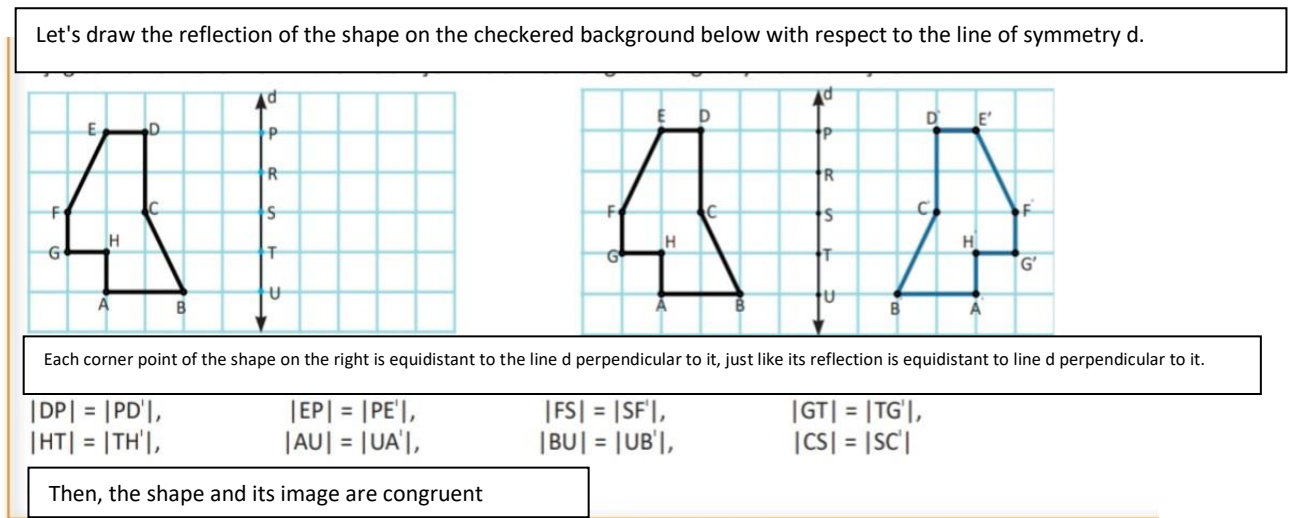 Let's draw the reflection of the shape on the checkered background below with respect to the line of symmetry d.
d d
E D P E D P D' E'
R R
F C S F C S C' F'
G H T G H T H' G'
A B U A B U B' A'
Each corner point of the shape on the right is equidistant to the line d perpendicular to it, just like its reflection is equidistant to line d perpendicular to it.
|DP| = |PD'|, |EP| = |PE'|, |FS| = |SF'|, |GT| = |TG'|,
|HT| = |TH'|, |AU| = |UA'|, |BU| = |UB'|, |CS| = |SC'|
Then, the shape and its image are congruent